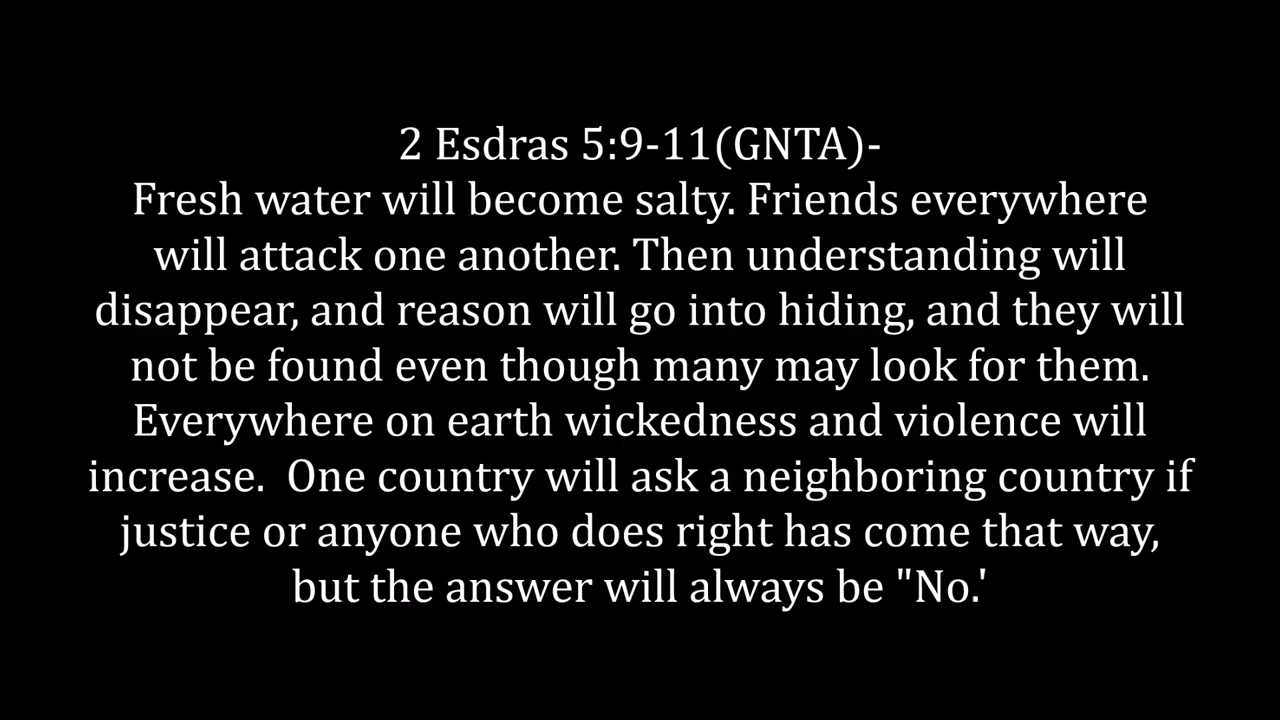 2 Esdras 5:9-11(GNTA)-
Fresh water will become salty. Friends everywhere
will attack one another. Then understanding will
disappear, and reason will go into hiding, and they will
not be found even though many may look for them.
Everywhere on earth wickedness and violence will
increase.  One country will ask a neighboring country if
justice or anyone who does right has come that way,
but the answer will always be "No.'